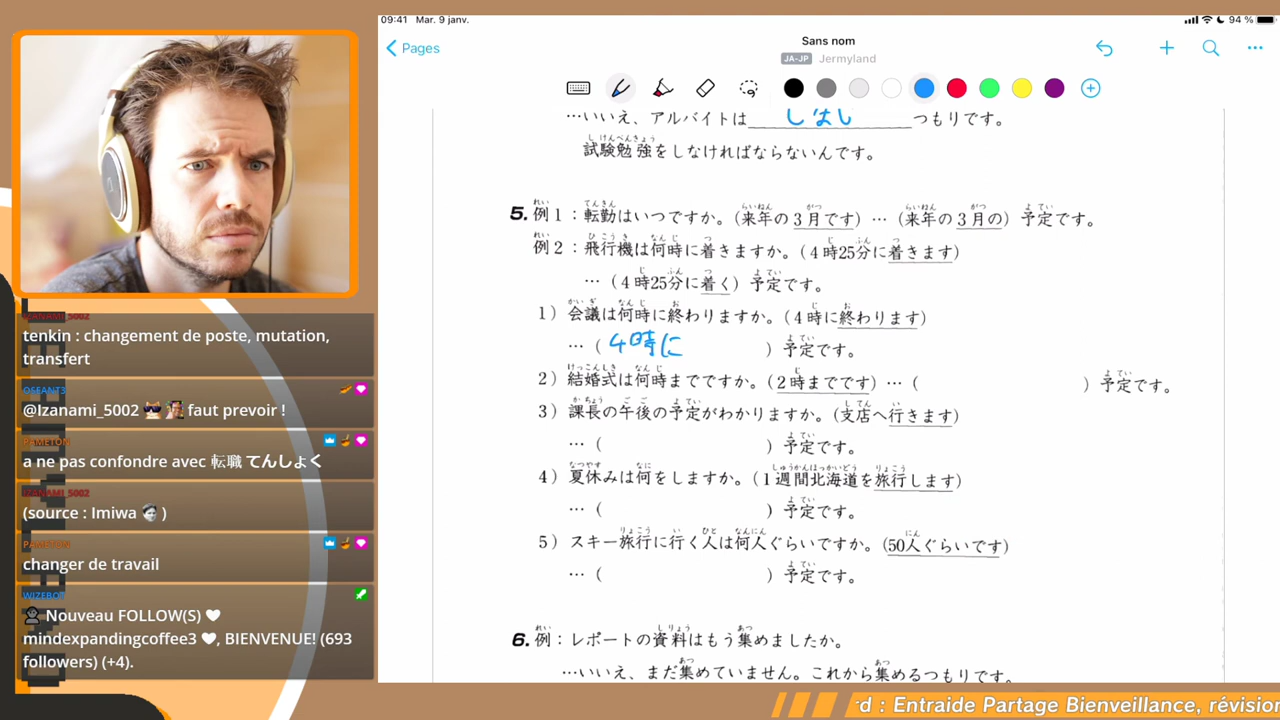 09:41 Mar. 9 janv.
94 %
Pages
Sans nom
JA-JP Jermyland
…いいえ、アルバイトは しないつもりです。
試験勉強をしなければならないんです。
5. 例1：転勤はいつですか。（来年の3月です）…（来年の3月の）予定です。
例2：飛行機は何時に着きますか。（4時25分に着きます）
…（4時25分に着く）予定です。
1）会議は何時に終わりますか。（4時に終わります）
…（ 4時に ）予定です。
2）結婚式は何時までですか。（2時までです）…（ ）予定です。
3）課長の午後の予定がわかりますか。（支店へ行きます）
…（ ）予定です。
4）夏休みは何をしますか。（1週間北海道を旅行します）
…（ ）予定です。
5）スキー旅行に行く人は何人ぐらいですか。（50人ぐらいです）
…（ ）予定です。
6. 例：レポートの資料はもう集めましたか。
…いいえ、まだ集めていません。これから集めるつもりです。
IZANAMI_5002
tenkin : changement de poste, mutation,
transfert
@Izanami_5002 faut prevoir !
PAMETON
a ne pas confondre avec 転職 てんしょく
IZANAMI_5002
(source : Imiwa )
PAMETON
changer de travail
WIZEBOT
Nouveau FOLLOW(S)
mindexpandingcoffee3 , BIENVENUE! (693
followers) (+4).
d : Entraide Partage Bienveillance, révision